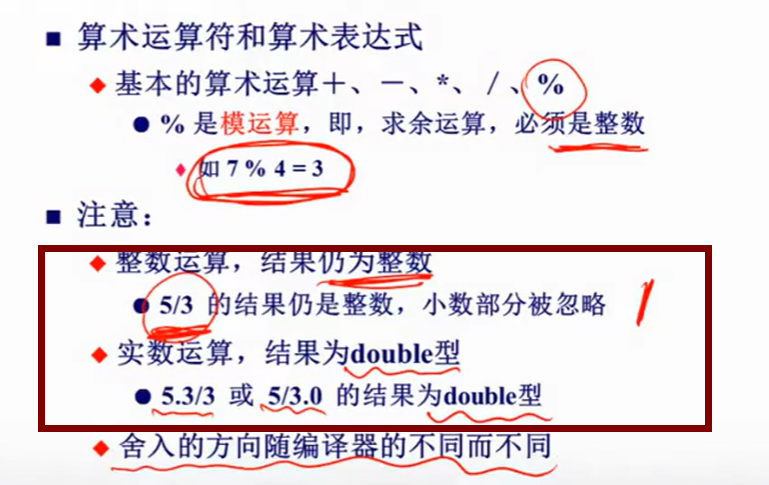 算术运算符和算术表达式
基本的算术运算＋、－、*、/、%
% 是模运算，即，求余运算，必须是整数
如 7 % 4 = 3
注意：
整数运算，结果仍为整数
5/3 的结果仍是整数，小数部分被忽略
1
实数运算，结果为double型
5.3/3 或 5/3.0 的结果为double型
舍入的方向随编译器的不同而不同